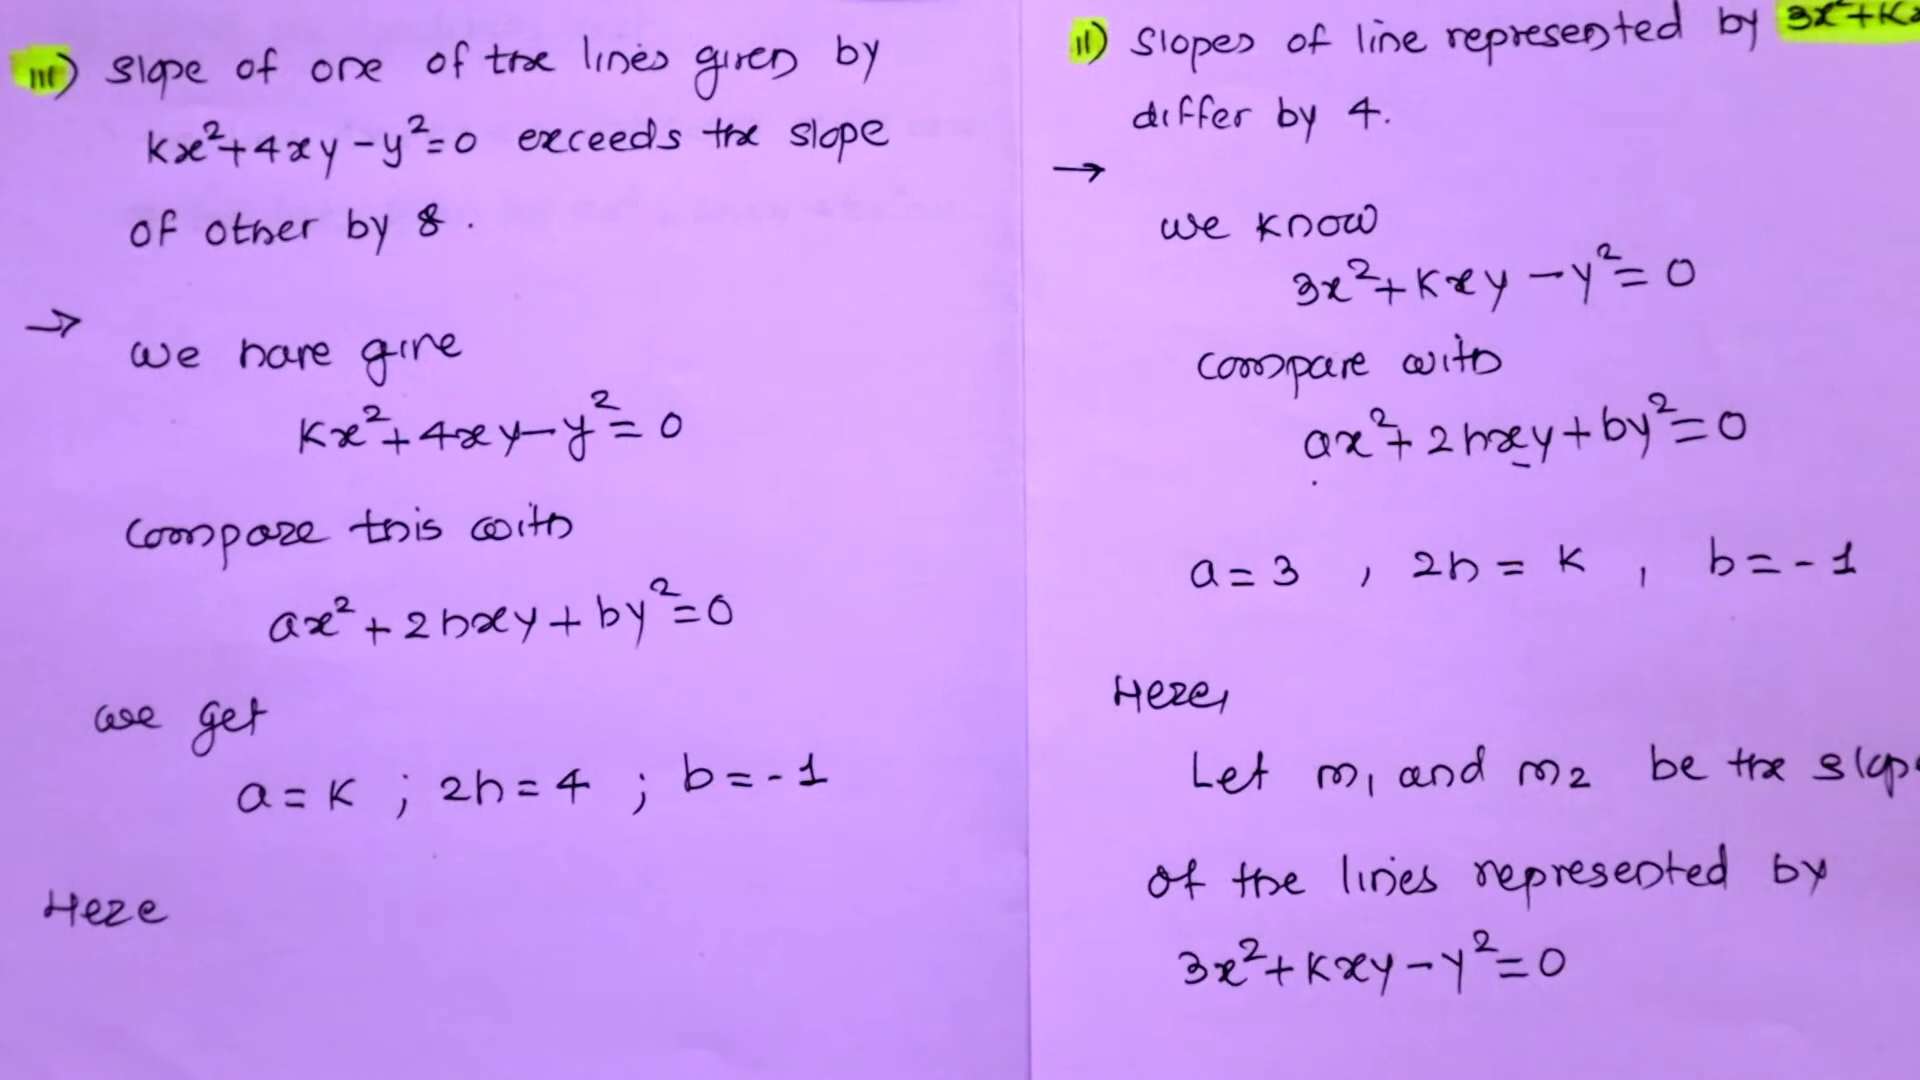 III) slope of one of the lines given by
kx²+4xy-y²=0 exceeds the slope
of other by 8.
→
we have give
kx²+4xy-y²=0
compare this with
ax²+2hxy+by²=0
we get
a=k ; 2h=4 ; b=-1
Here
II) slopes of line represented by 3x²+k
differ by 4.
→
we know
3x²+kxy-y²=0
compare with
ax²+2hxy+by²=0
a=3 , 2h=k , b=-1
Here,
Let m₁ and m₂ be the slop
of the lines represented by
3x²+kxy-y²=0